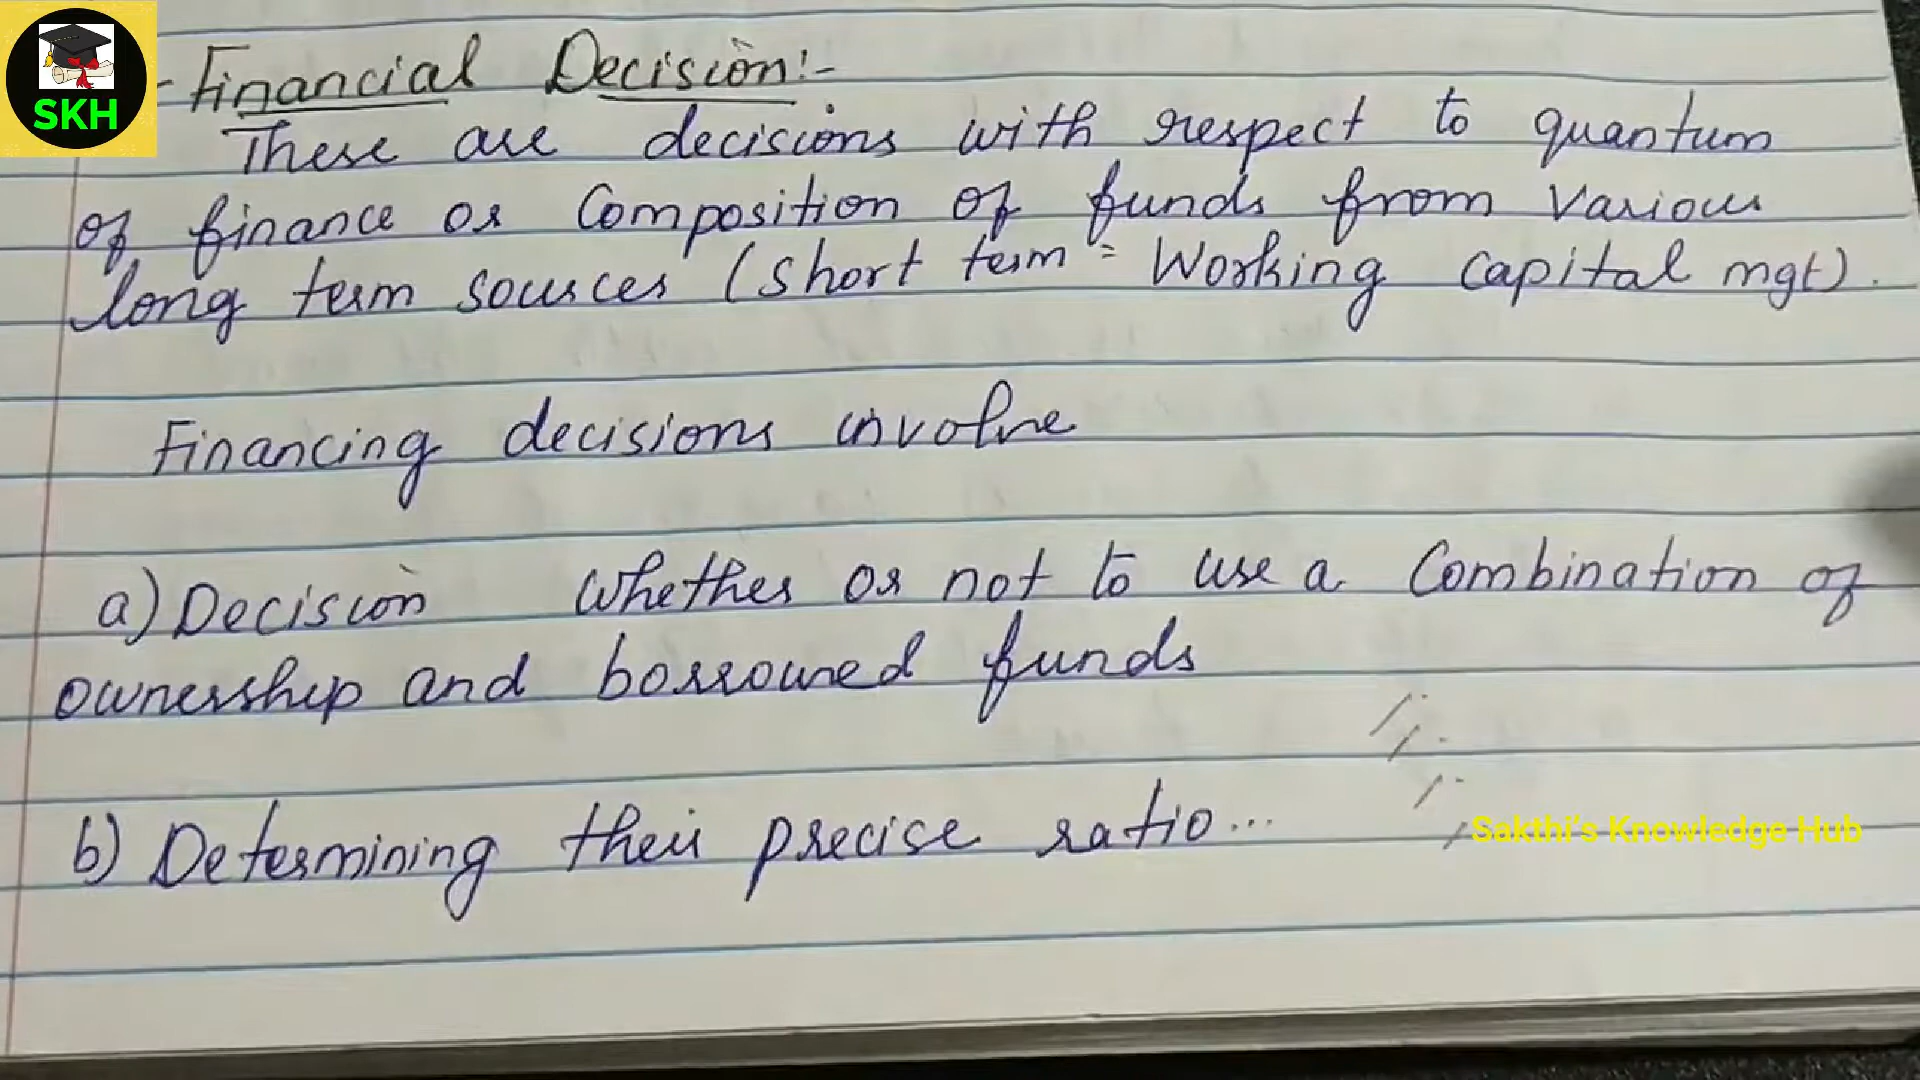 SKH
- Financial Decision:-
These are decisions with respect to quantum
of finance or Composition of funds from various
long term sources (short term = Working capital mgt).
Financing decisions involve
a) Decision whether or not to use a Combination of
ownership and borrowed funds
b) Determining their precise ratio...
Sakthi's Knowledge Hub